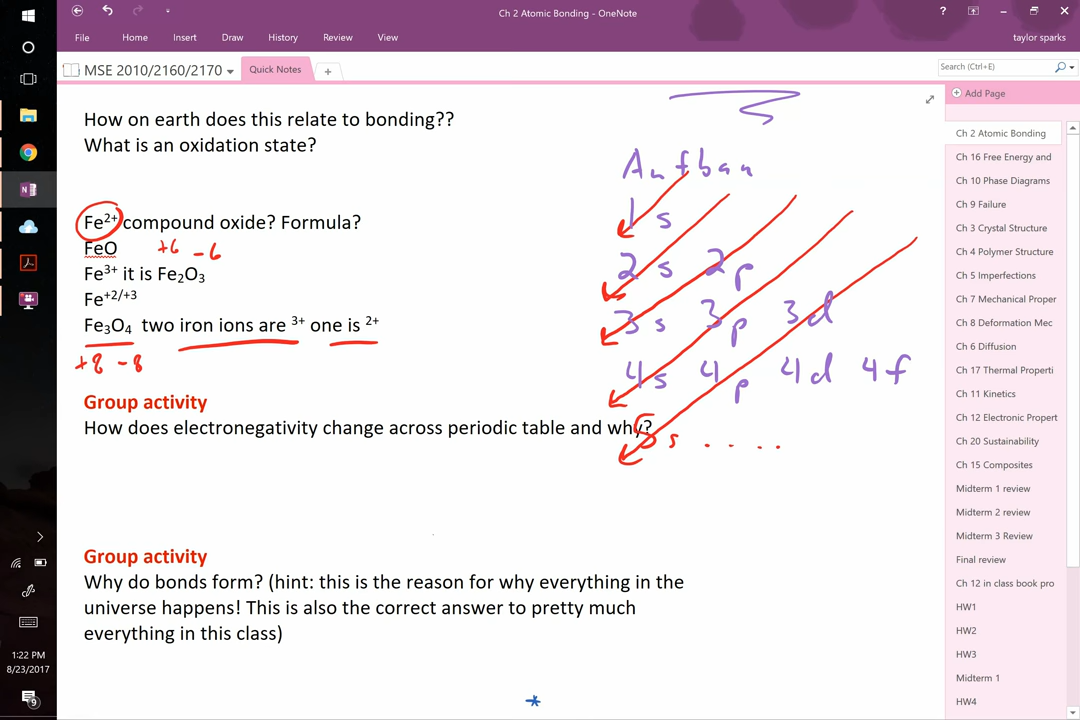 Ch 2 Atomic Bonding - OneNote
File Home Insert Draw History Review View
taylor sparks
MSE 2010/2160/2170
Quick Notes
Search (Ctrl+E)
How on earth does this relate to bonding??
What is an oxidation state?
Fe2+ compound oxide? Formula?
FeO +6 -6
Fe3+ it is Fe2O3
Fe+2/+3
Fe3O4 two iron ions are 3+ one is 2+
+8 -8
Group activity
How does electronegativity change across periodic table and why?
Group activity
Why do bonds form? (hint: this is the reason for why everything in the
universe happens! This is also the correct answer to pretty much
everything in this class)
Aufbau
1s
2s 2p
3s 3p 3d
4s 4p 4d 4f
5s ....
Add Page
Ch 2 Atomic Bonding
Ch 16 Free Energy and
Ch 10 Phase Diagrams
Ch 9 Failure
Ch 3 Crystal Structure
Ch 4 Polymer Structure
Ch 5 Imperfections
Ch 7 Mechanical Proper
Ch 8 Deformation Mec
Ch 6 Diffusion
Ch 17 Thermal Properti
Ch 11 Kinetics
Ch 12 Electronic Propert
Ch 20 Sustainability
Ch 15 Composites
Midterm 1 review
Midterm 2 review
Midterm 3 Review
Final review
Ch 12 in class book pro
HW1
HW2
HW3
Midterm 1
HW4
1:22 PM
8/23/2017
9